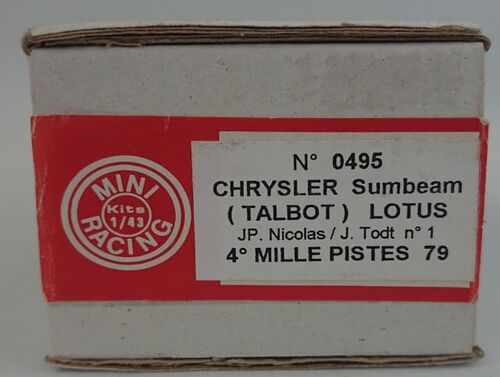 MINI
Kits
1/43
RACING
N° 0495
CHRYSLER Sumbeam
( TALBOT ) LOTUS
JP. Nicolas / J. Todt n° 1
4° MILLE PISTES 79